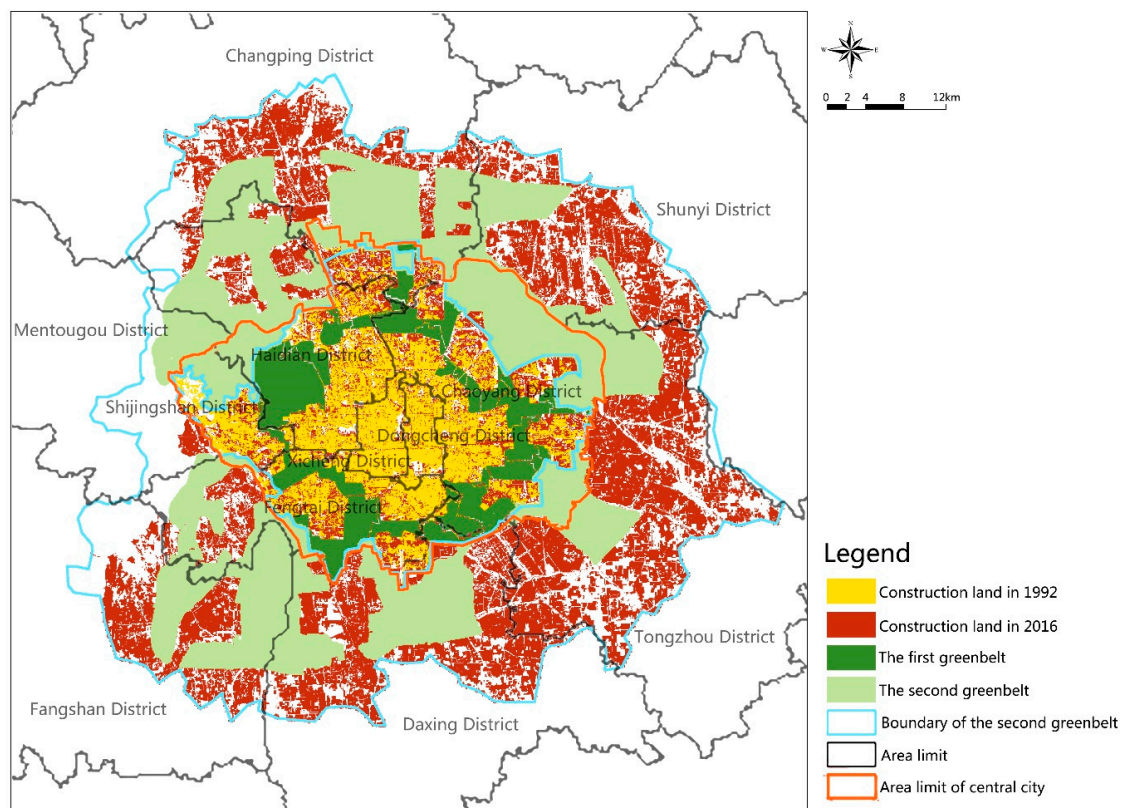 Changping District
N
W
E
S
0 2 4 8 12km
Shunyi District
Mentougou District
Haidian District
Chaoyang District
Shijingshan District
Dongcheng District
Xicheng District
Fengtai District
Legend
Construction land in 1992
Construction land in 2016
Tongzhou District
The first greenbelt
The second greenbelt
Fangshan District
Daxing District
Boundary of the second greenbelt
Area limit
Area limit of central city